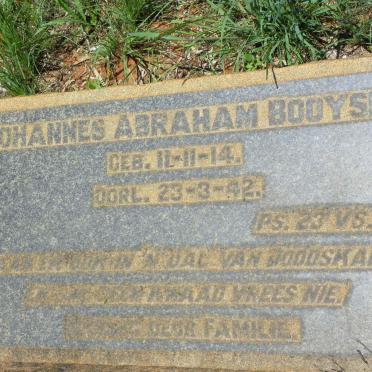 OHANNES ABRAHAM BOOYS
GEB. 11-11-14.
OORL. 23-3-42.
PS. 23 VS.
IN 'N DAL VAN DOODSKA
VREES NIE,
DEUR FAMILIE.